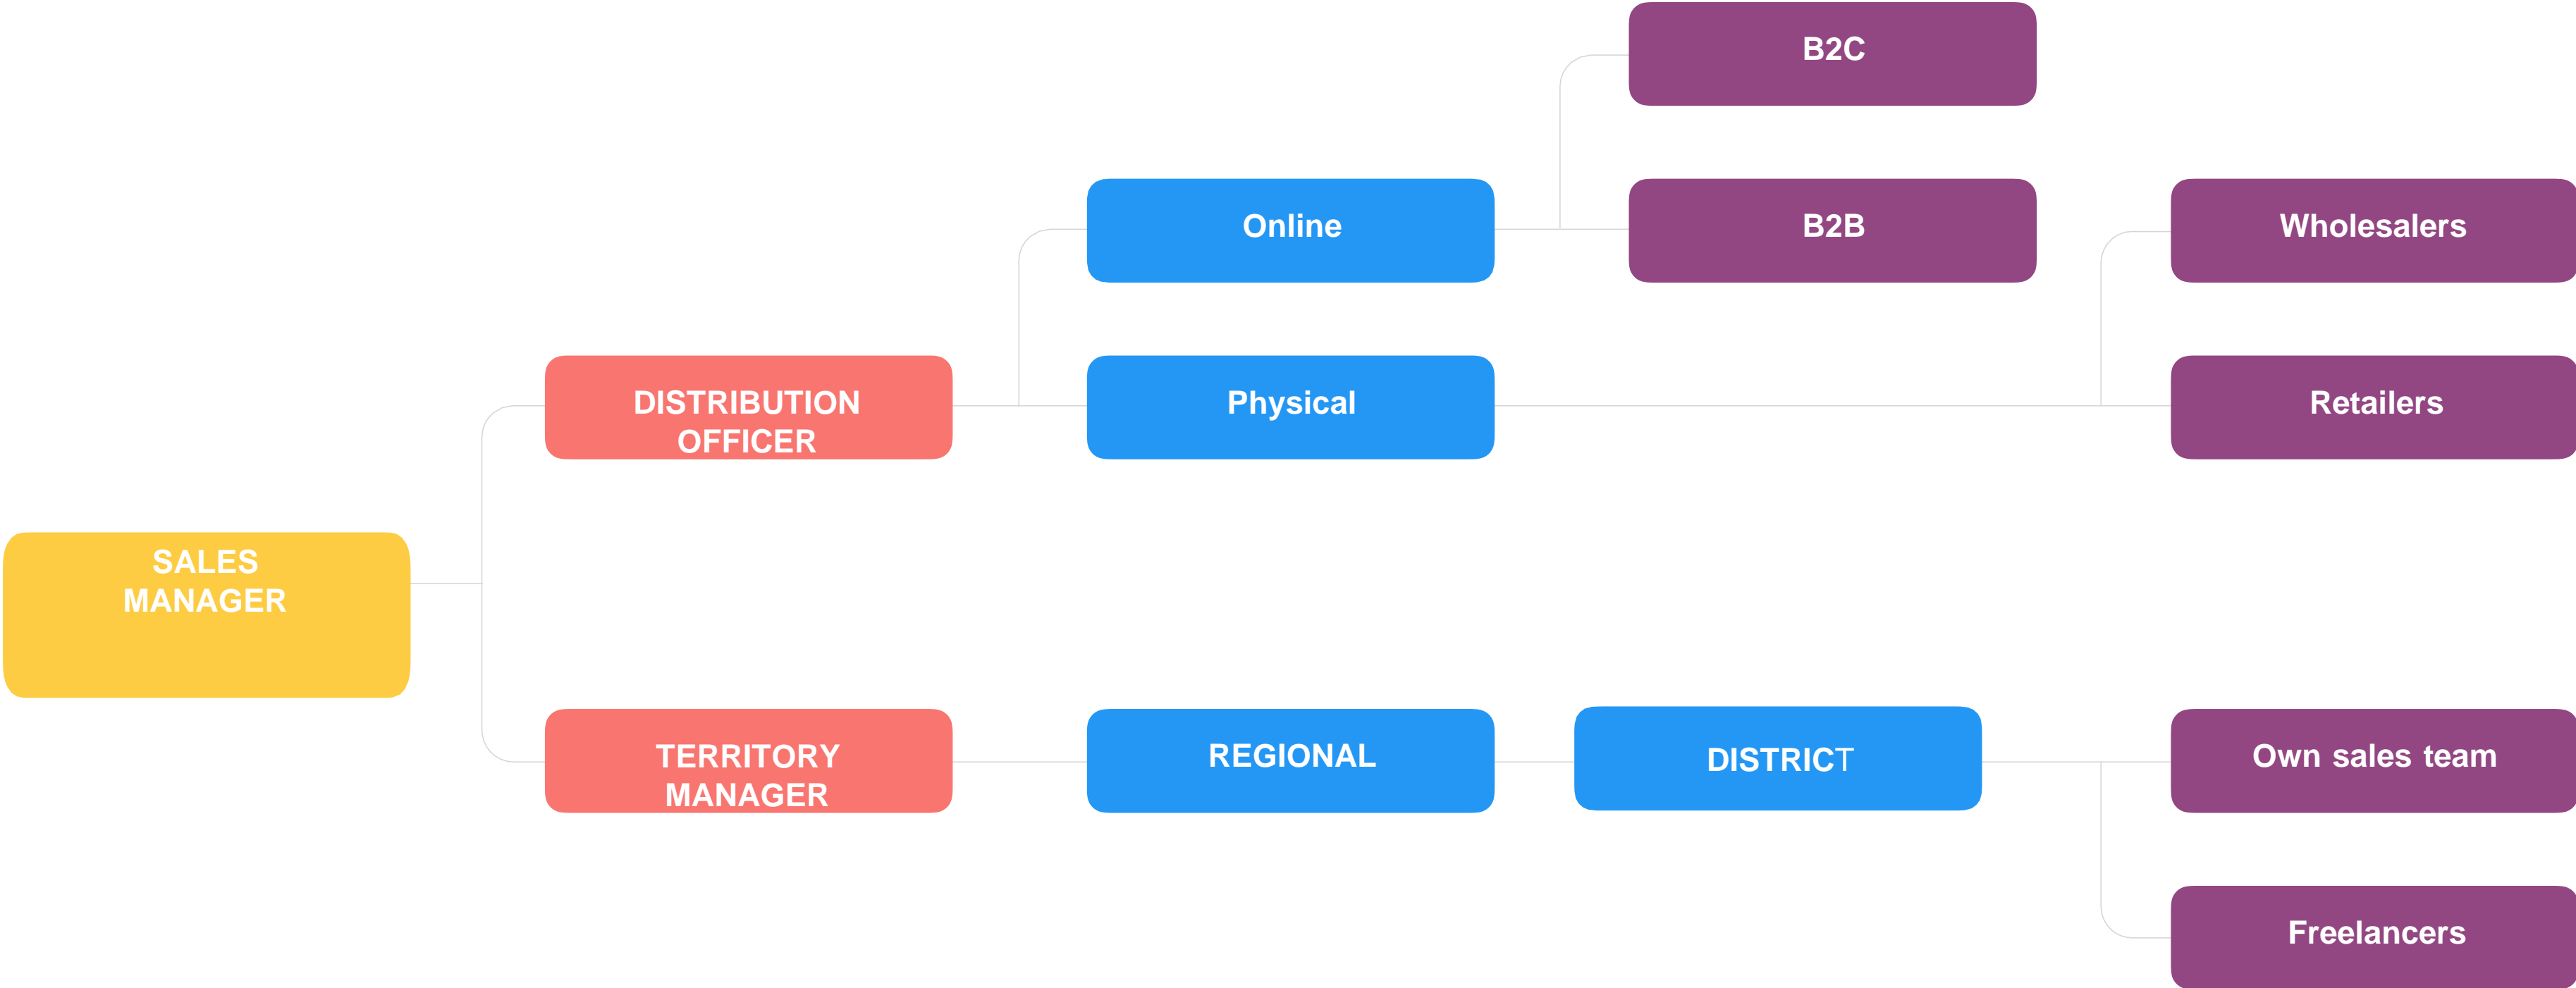 B2C
Online
B2B
Wholesalers
DISTRIBUTION
OFFICER
Physical
Retailers
SALES
MANAGER
TERRITORY
MANAGER
REGIONAL
DISTRICT
Own sales team
Freelancers